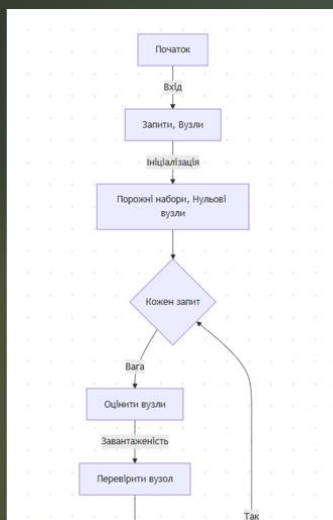 Початок
Вхід
Запити, Вузли
Ініціалізація
Порожні набори, Нульові
вузли
Кожен запит
Вага
Оцінити вузли
Завантаженість
Перевірити вузол
Так